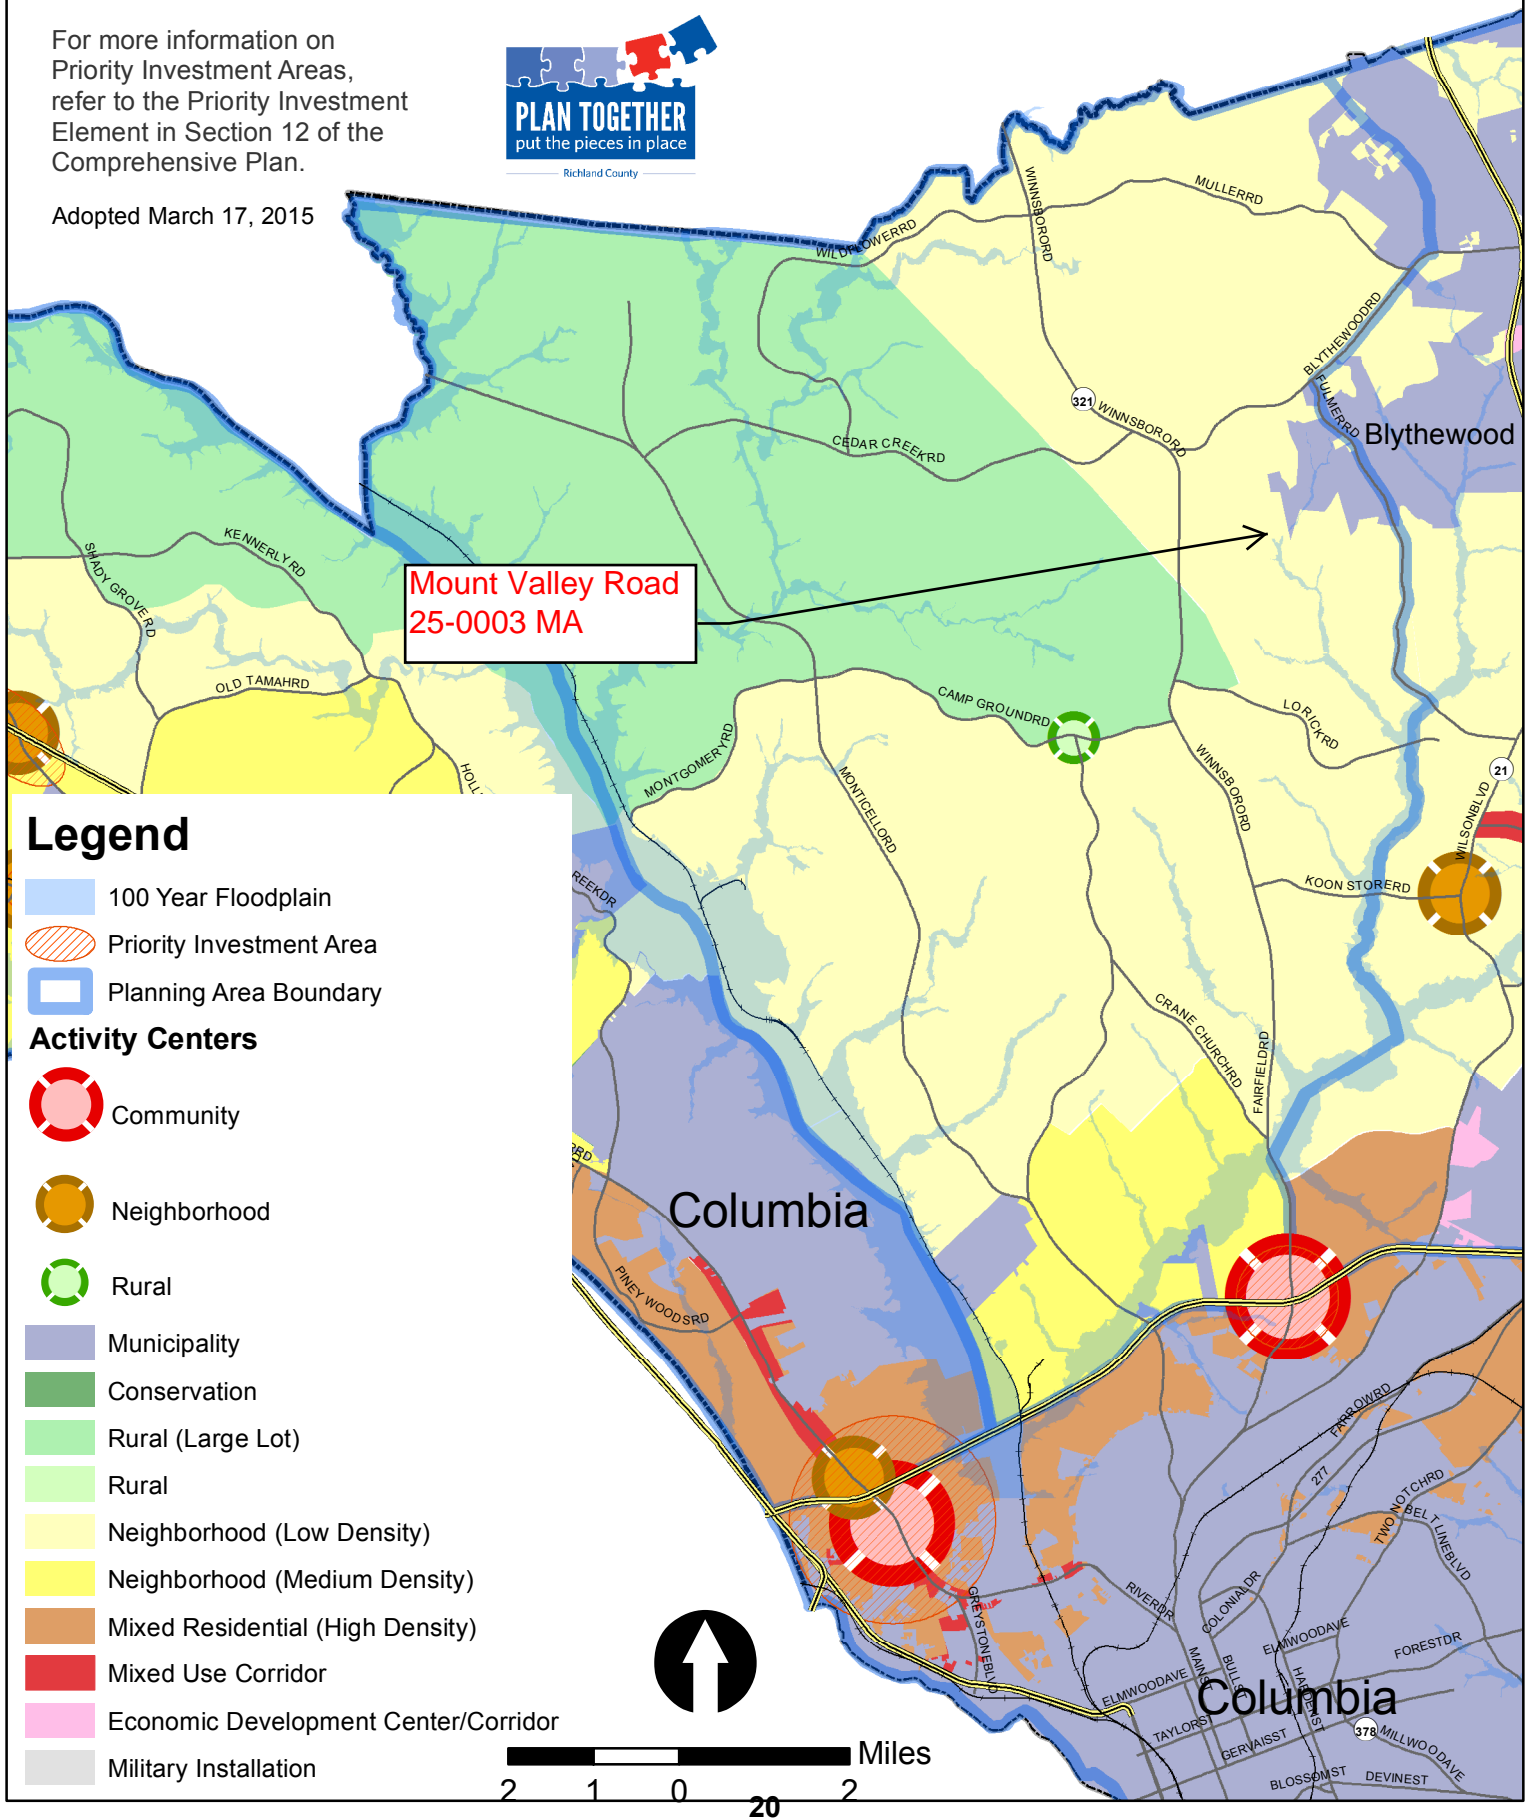 For more information on
Priority Investment Areas,
refer to the Priority Investment
Element in Section 12 of the
Comprehensive Plan.
Adopted March 17, 2015
PLAN TOGETHER
put the pieces in place
Richland County
WINNSBORORD
MULLERRD
WILDFLOWERRD
BLYTHEWOODRD
FULMERRD
321
WINNSBORORD
Blythewood
CEDAR CREEKRD
KENNERLYRD
SHADY GROVERD
Mount Valley Road
25-0003 MA
OLD TAMAHRD
CAMP GROUNDRD
LORICKRD
MONTGOMERYRD
MONTICELLORD
WINNSBORORD
21
WILSONBLVD
HOLL
KOON STORERD
REEKDR
CRANE CHURCHRD
FAIRFIELDRD
RD
Columbia
PINEY WOODSRD
FARROWRD
277
TWO NOTCHRD
BELT LINEBLVD
GREYSTONEBLVD
RIVERDR
COLONIALDR
ELMWOODAVE
FORESTDR
MAINST
BULLST
HARDENST
ELMWOODAVE
Columbia
TAYLORST
GERVAISST
378
MILLWOODAVE
BLOSSOMST
DEVINEST
Legend
100 Year Floodplain
Priority Investment Area
Planning Area Boundary
Activity Centers
Community
Neighborhood
Rural
Municipality
Conservation
Rural (Large Lot)
Rural
Neighborhood (Low Density)
Neighborhood (Medium Density)
Mixed Residential (High Density)
Mixed Use Corridor
Economic Development Center/Corridor
Military Installation
Miles
2 1 0 2
20